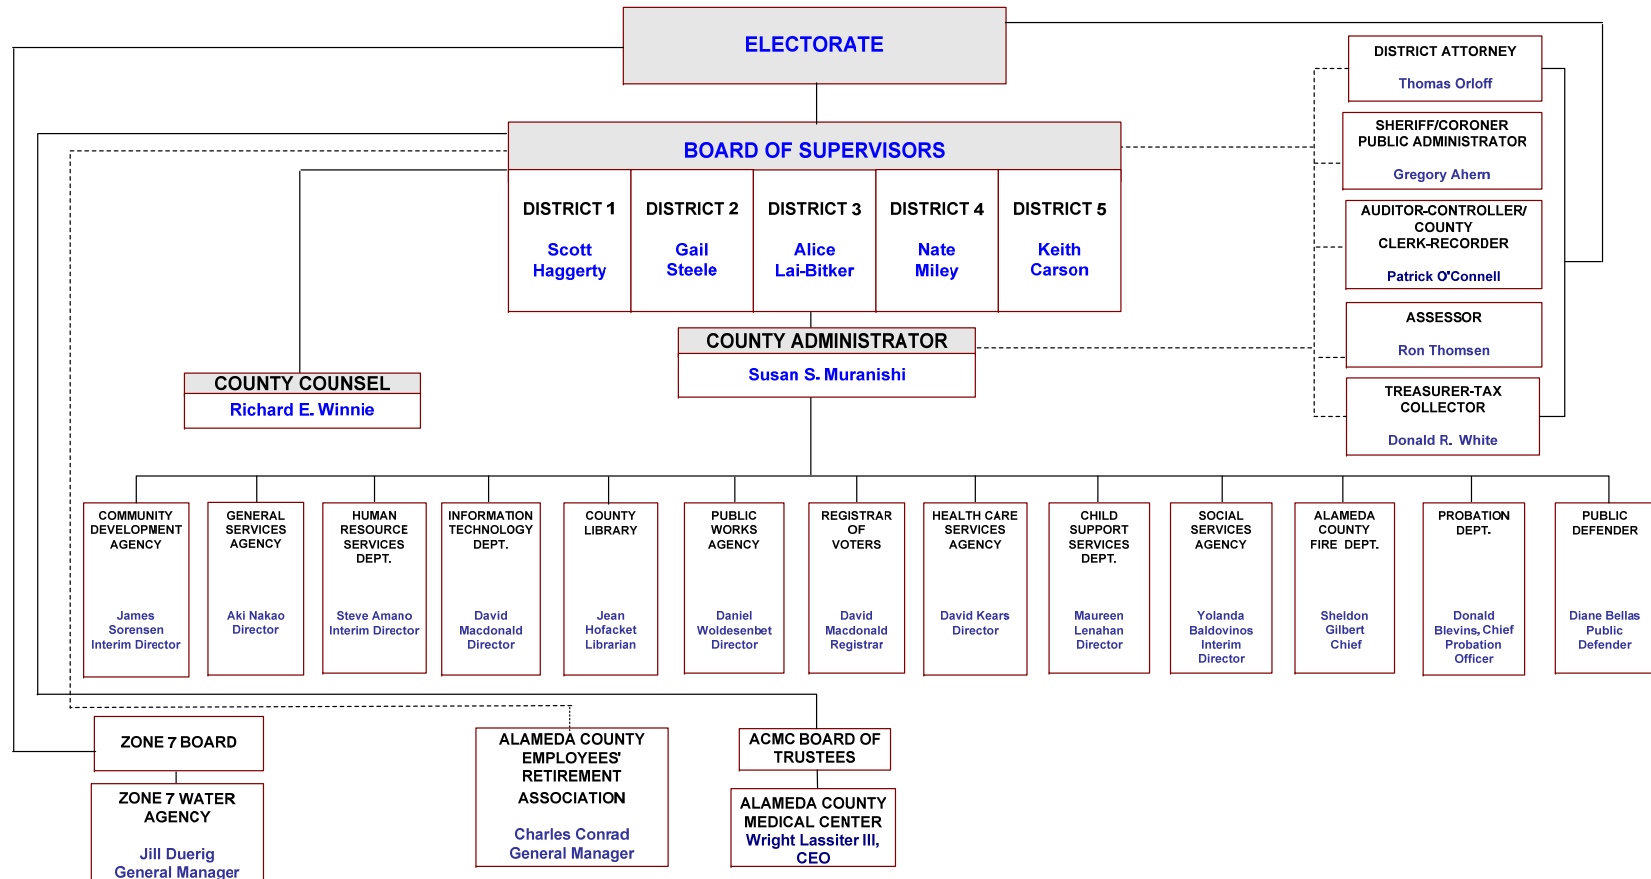 ELECTORATE
DISTRICT ATTORNEY
Thomas Orloff
SHERIFF/CORONER
PUBLIC ADMINISTRATOR
Gregory Ahern
AUDITOR-CONTROLLER/
COUNTY
CLERK-RECORDER
Patrick O'Connell
ASSESSOR
Ron Thomsen
TREASURER-TAX
COLLECTOR
Donald R. White
BOARD OF SUPERVISORS
DISTRICT 1
Scott
Haggerty
DISTRICT 2
Gail
Steele
DISTRICT 3
Alice
Lai-Bitker
DISTRICT 4
Nate
Miley
DISTRICT 5
Keith
Carson
COUNTY ADMINISTRATOR
Susan S. Muranishi
COUNTY COUNSEL
Richard E. Winnie
COMMUNITY
DEVELOPMENT
AGENCY
James
Sorensen
Interim Director
GENERAL
SERVICES
AGENCY
Aki Nakao
Director
HUMAN
RESOURCE
SERVICES
DEPT.
Steve Amano
Interim Director
INFORMATION
TECHNOLOGY
DEPT.
David
Macdonald
Director
COUNTY
LIBRARY
Jean
Hofacket
Librarian
PUBLIC
WORKS
AGENCY
Daniel
Woldesenbet
Director
REGISTRAR
OF
VOTERS
David
Macdonald
Registrar
HEALTH CARE
SERVICES
AGENCY
David Kears
Director
CHILD
SUPPORT
SERVICES
DEPT.
Maureen
Lenahan
Director
SOCIAL
SERVICES
AGENCY
Yolanda
Baldovinos
Interim
Director
ALAMEDA
COUNTY
FIRE DEPT.
Sheldon
Gilbert
Chief
PROBATION
DEPT.
Donald
Blevins, Chief
Probation
Officer
PUBLIC
DEFENDER
Diane Bellas
Public
Defender
ZONE 7 BOARD
ZONE 7 WATER
AGENCY
Jill Duerig
General Manager
ALAMEDA COUNTY
EMPLOYEES'
RETIREMENT
ASSOCIATION
Charles Conrad
General Manager
ACMC BOARD OF
TRUSTEES
ALAMEDA COUNTY
MEDICAL CENTER
Wright Lassiter III,
CEO